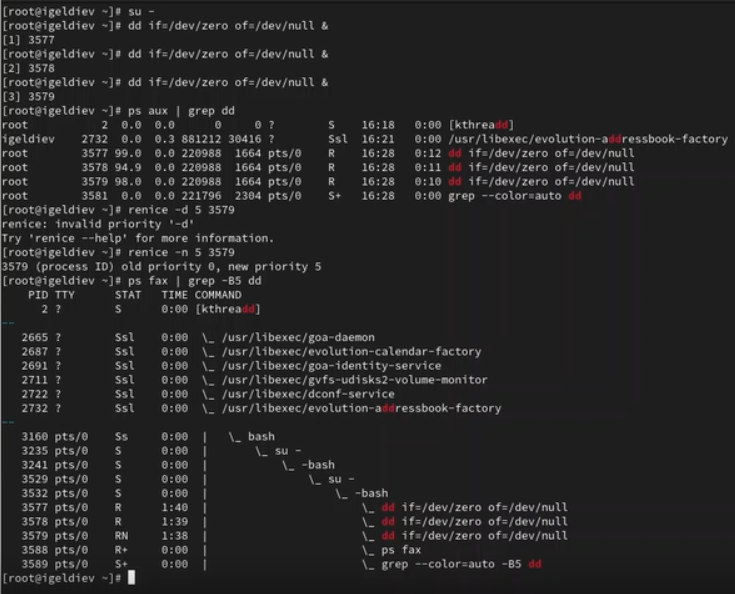 [root@igeldiev ~]# su -
[root@igeldiev ~]# dd if=/dev/zero of=/dev/null &
[1] 3577
[root@igeldiev ~]# dd if=/dev/zero of=/dev/null &
[2] 3578
[root@igeldiev ~]# dd if=/dev/zero of=/dev/null &
[3] 3579
[root@igeldiev ~]# ps aux | grep dd
root           2  0.0  0.0      0     0 ?        S    16:18   0:00 [kthreadd]
igeldiev    2732  0.0  0.3 881212 30416 ?        Ssl  16:21   0:00 /usr/libexec/evolution-addressbook-factory
root        3577 99.0  0.0 220988  1664 pts/0    R    16:28   0:12 dd if=/dev/zero of=/dev/null
root        3578 94.9  0.0 220988  1664 pts/0    R    16:28   0:11 dd if=/dev/zero of=/dev/null
root        3579 98.0  0.0 220988  1664 pts/0    R    16:28   0:10 dd if=/dev/zero of=/dev/null
root        3581  0.0  0.0 221796  2304 pts/0    S+   16:28   0:00 grep --color=auto dd
[root@igeldiev ~]# renice -d 5 3579
renice: invalid priority '-d'
Try 'renice --help' for more information.
[root@igeldiev ~]# renice -n 5 3579
3579 (process ID) old priority 0, new priority 5
[root@igeldiev ~]# ps fax | grep -B5 dd
    PID TTY      STAT   TIME COMMAND
      2 ?        S      0:00 [kthreadd]
--
   2665 ?        Ssl    0:00  \_ /usr/libexec/goa-daemon
   2687 ?        Ssl    0:00  \_ /usr/libexec/evolution-calendar-factory
   2691 ?        Ssl    0:00  \_ /usr/libexec/goa-identity-service
   2711 ?        Ssl    0:00  \_ /usr/libexec/gvfs-udisks2-volume-monitor
   2722 ?        Ssl    0:00  \_ /usr/libexec/dconf-service
   2732 ?        Ssl    0:00  \_ /usr/libexec/evolution-addressbook-factory
--
   3160 pts/0    Ss     0:00  |   \_ bash
   3235 pts/0    S      0:00  |       \_ su -
   3241 pts/0    S      0:00  |           \_ -bash
   3529 pts/0    S      0:00  |               \_ su -
   3532 pts/0    S      0:00  |                   \_ -bash
   3577 pts/0    R      1:40  |                       \_ dd if=/dev/zero of=/dev/null
   3578 pts/0    R      1:39  |                       \_ dd if=/dev/zero of=/dev/null
   3579 pts/0    RN     1:38  |                       \_ dd if=/dev/zero of=/dev/null
   3588 pts/0    R+     0:00  |                       \_ ps fax
   3589 pts/0    S+     0:00  |                       \_ grep --color=auto -B5 dd
[root@igeldiev ~]#